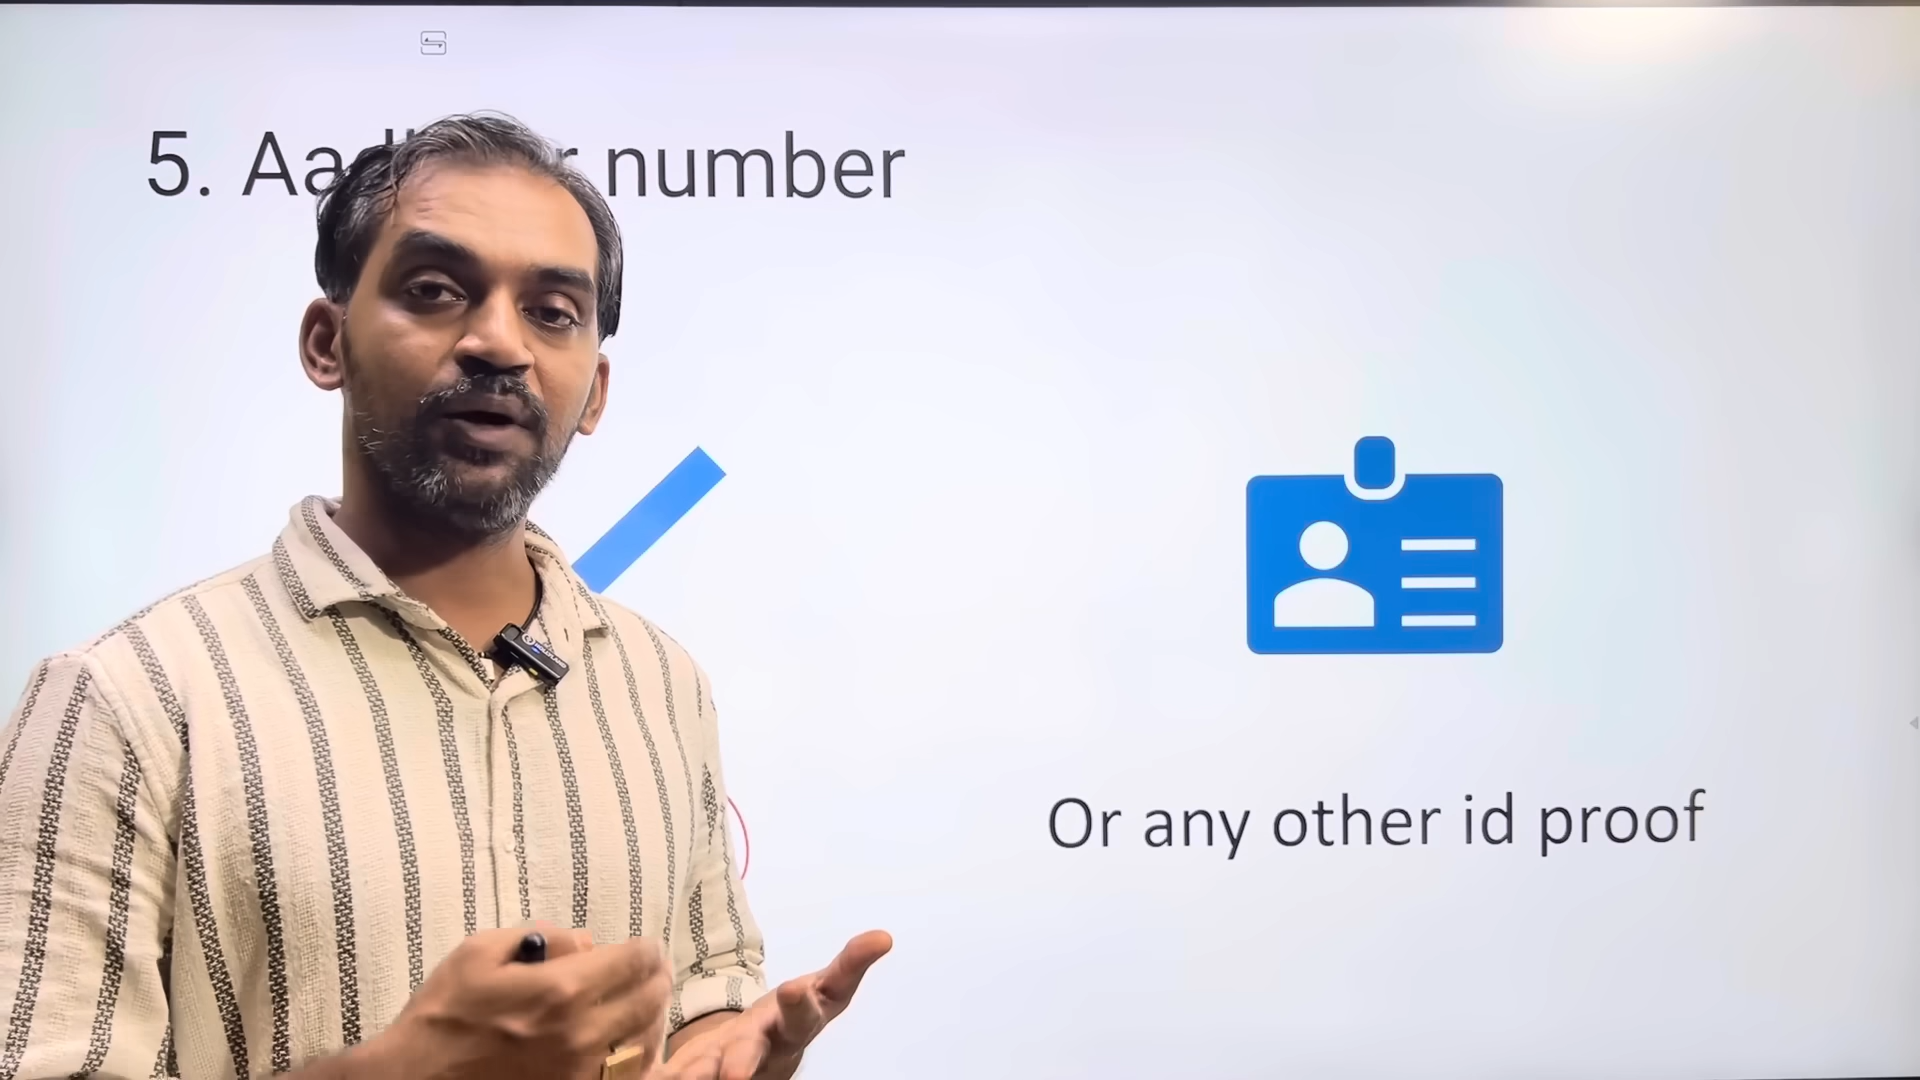 5. number
Or any other id proof